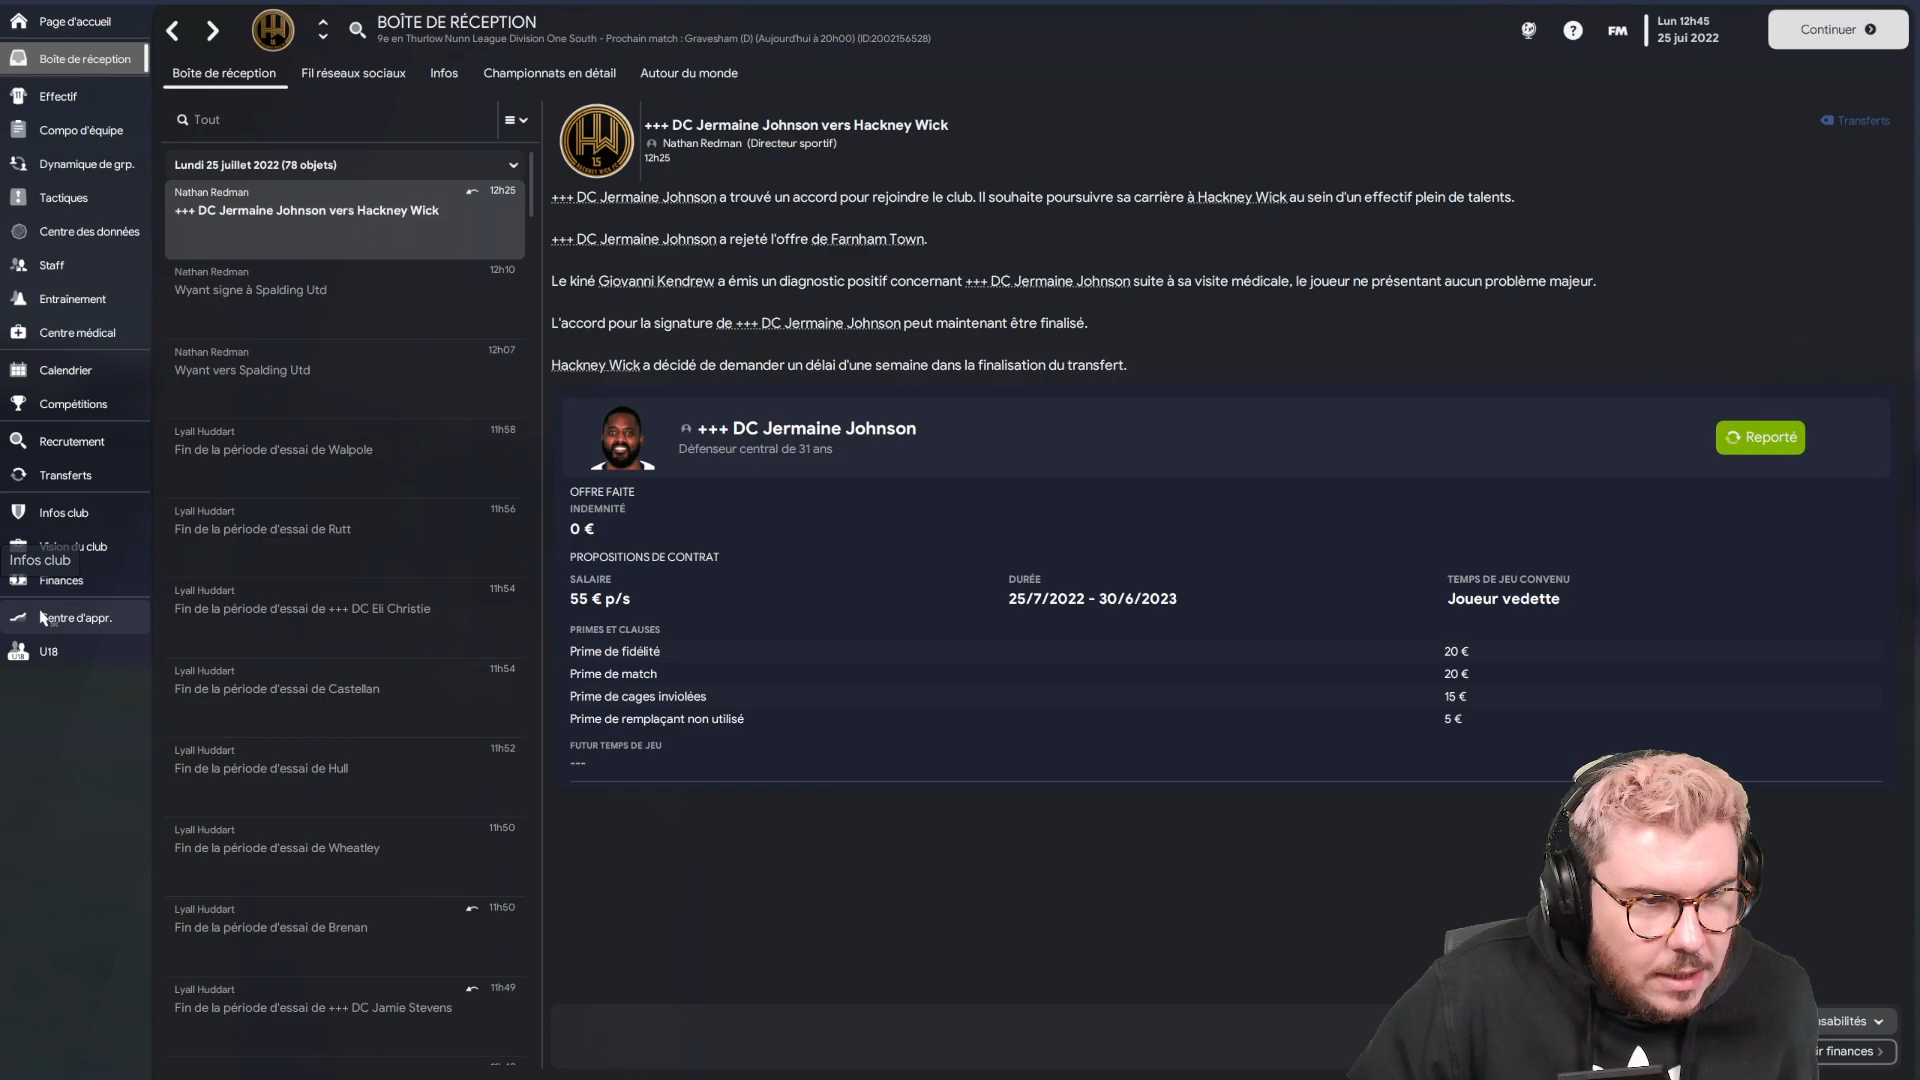 Page d'accueil
Boîte de réception
Effectif
Compo d'équipe
Dynamique de grp.
Tactiques
Centre des données
Staff
Entraînement
Centre médical
Calendrier
Compétitions
Recrutement
Transferts
Infos club
Vision du club
Infos club
Finances
Centre d'appr.
U18
BOÎTE DE RÉCEPTION
9e en Thurlow Nunn League Division One South - Prochain match : Gravesham (D) (Aujourd'hui à 20h00) (ID:2002156528)
FM
Lun 12h45
25 jui 2022
Continuer
Boîte de réception
Fil réseaux sociaux
Infos
Championnats en détail
Autour du monde
Tout
Lundi 25 juillet 2022 (78 objets)
Nathan Redman 12h25
+++ DC Jermaine Johnson vers Hackney Wick
Nathan Redman 12h10
Wyant signe à Spalding Utd
Nathan Redman 12h07
Wyant vers Spalding Utd
Lyall Huddart 11h58
Fin de la période d'essai de Walpole
Lyall Huddart 11h56
Fin de la période d'essai de Rutt
Lyall Huddart 11h54
Fin de la période d'essai de +++ DC Eli Christie
Lyall Huddart 11h54
Fin de la période d'essai de Castellan
Lyall Huddart 11h52
Fin de la période d'essai de Hull
Lyall Huddart 11h50
Fin de la période d'essai de Wheatley
Lyall Huddart 11h50
Fin de la période d'essai de Brenan
Lyall Huddart 11h49
Fin de la période d'essai de +++ DC Jamie Stevens
+++ DC Jermaine Johnson vers Hackney Wick
Nathan Redman (Directeur sportif)
12h25
Transferts
+++ DC Jermaine Johnson a trouvé un accord pour rejoindre le club. Il souhaite poursuivre sa carrière à Hackney Wick au sein d'un effectif plein de talents.
+++ DC Jermaine Johnson a rejeté l'offre de Farnham Town.
Le kiné Giovanni Kendrew a émis un diagnostic positif concernant +++ DC Jermaine Johnson suite à sa visite médicale, le joueur ne présentant aucun problème majeur.
L'accord pour la signature de +++ DC Jermaine Johnson peut maintenant être finalisé.
Hackney Wick a décidé de demander un délai d'une semaine dans la finalisation du transfert.
+++ DC Jermaine Johnson
Défenseur central de 31 ans
Reporté
OFFRE FAITE
INDEMNITÉ
0 €
PROPOSITIONS DE CONTRAT
SALAIRE DURÉE TEMPS DE JEU CONVENU
55 € p/s 25/7/2022 - 30/6/2023 Joueur vedette
PRIMES ET CLAUSES
Prime de fidélité 20 €
Prime de match 20 €
Prime de cages inviolées 15 €
Prime de remplaçant non utilisé 5 €
FUTUR TEMPS DE JEU
---
nsabilités
ir finances